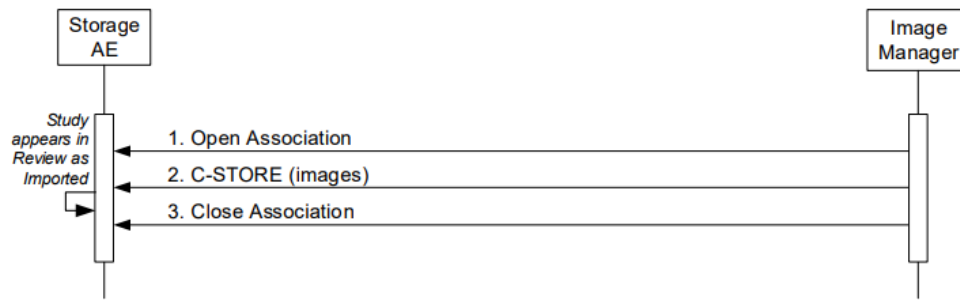 Storage
AE
Image
Manager
Study
appears in
Review as
Imported
1. Open Association
2. C-STORE (images)
3. Close Association